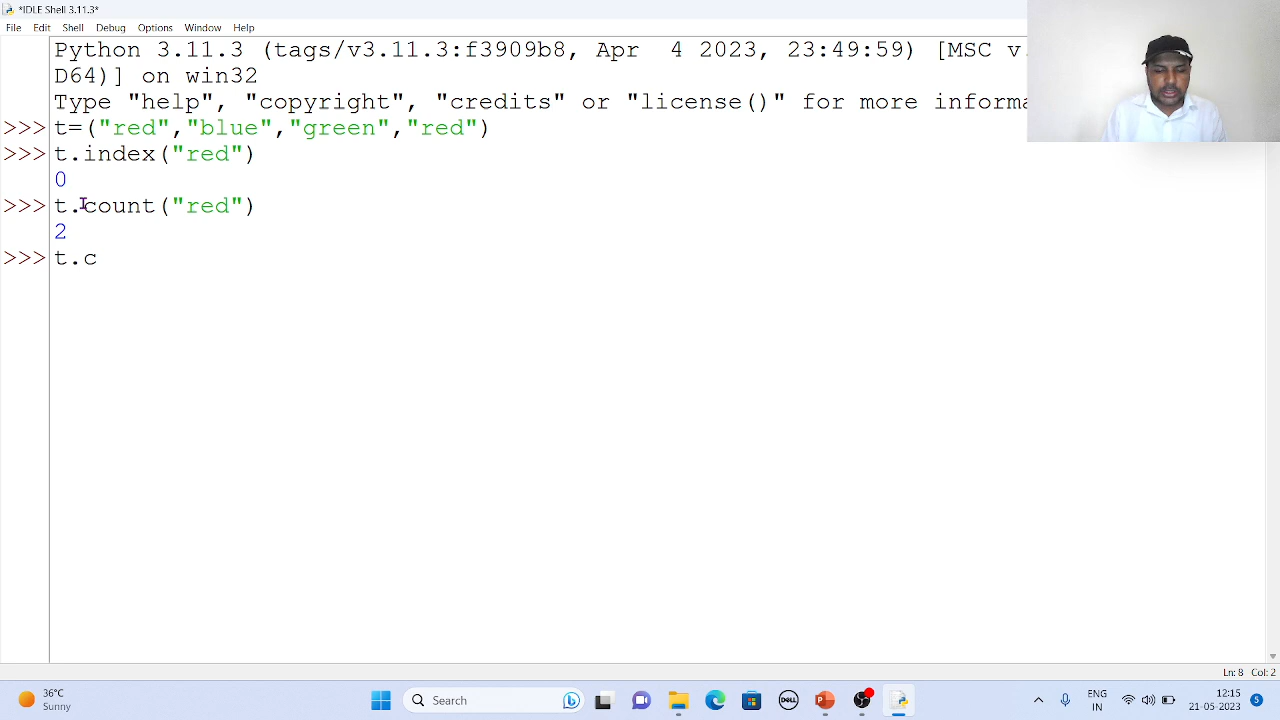 *IDLE Shell 3.11.3*
File Edit Shell Debug Options Window Help
Python 3.11.3 (tags/v3.11.3:f3909b8, Apr  4 2023, 23:49:59) [MSC v
D64)] on win32
Type "help", "copyright", "credits" or "license()" for more informa
>>> t=("red","blue","green","red")
>>> t.index("red")
0
>>> t.count("red")
2
>>> t.c
Ln: 8 Col: 2
36°C
Sunny
Search
DELL
ENG
IN
12:15
21-05-2023
5